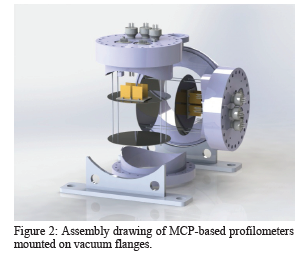 Figure 2: Assembly drawing of MCP-based profilometers
mounted on vacuum flanges.